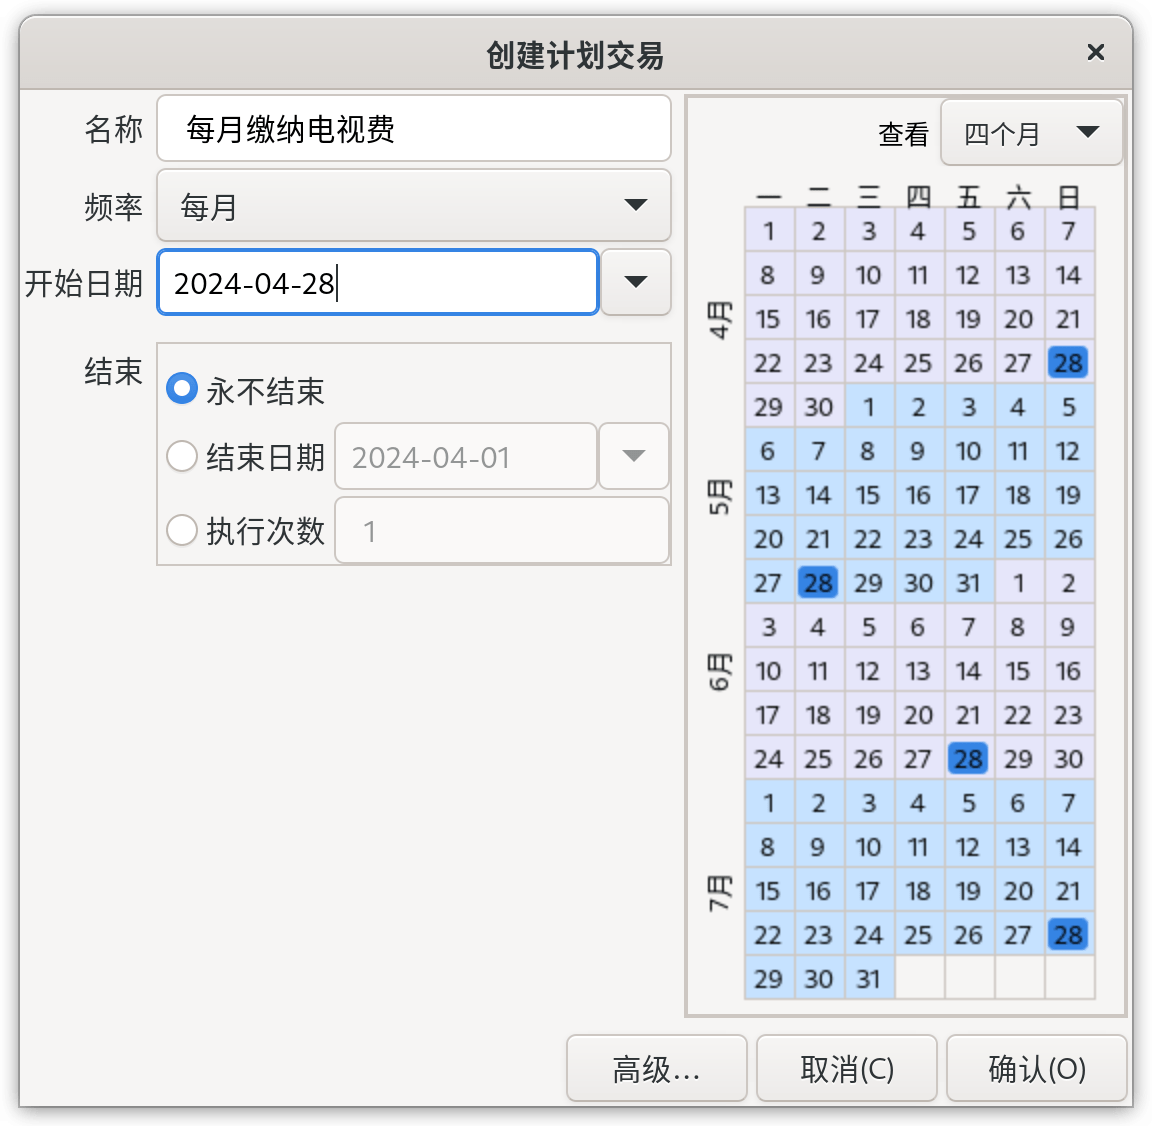 创建计划交易
名称 每月缴纳电视费
频率 每月
开始日期 2024-04-28
结束
永不结束
结束日期 2024-04-01
执行次数 1
查看 四个月
一 二 三 四 五 六 日
4月
1 2 3 4 5 6 7
8 9 10 11 12 13 14
15 16 17 18 19 20 21
22 23 24 25 26 27 28
29 30 1 2 3 4 5
5月
6 7 8 9 10 11 12
13 14 15 16 17 18 19
20 21 22 23 24 25 26
27 28 29 30 31 1 2
6月
3 4 5 6 7 8 9
10 11 12 13 14 15 16
17 18 19 20 21 22 23
24 25 26 27 28 29 30
7月
1 2 3 4 5 6 7
8 9 10 11 12 13 14
15 16 17 18 19 20 21
22 23 24 25 26 27 28
29 30 31
高级... 取消(C) 确认(O)